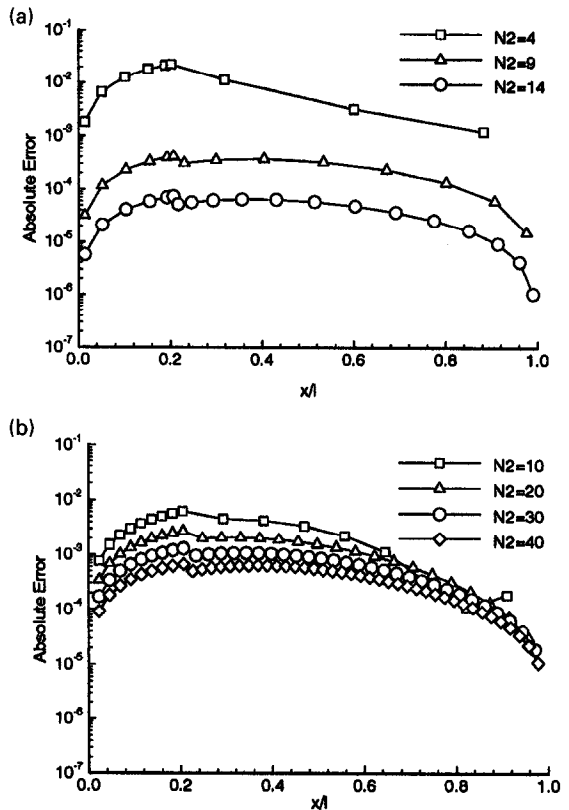 (a)
N2=4
N2=9
N2=14
10⁻¹
10⁻²
10⁻³
10⁻⁴
10⁻⁵
10⁻⁶
10⁻⁷
Absolute Error
0.0 0.2 0.4 0.6 0.8 1.0
x/l
(b)
N2=10
N2=20
N2=30
N2=40
10⁻¹
10⁻²
10⁻³
10⁻⁴
10⁻⁵
10⁻⁶
10⁻⁷
Absolute Error
0.0 0.2 0.4 0.6 0.8 1.0
x/l